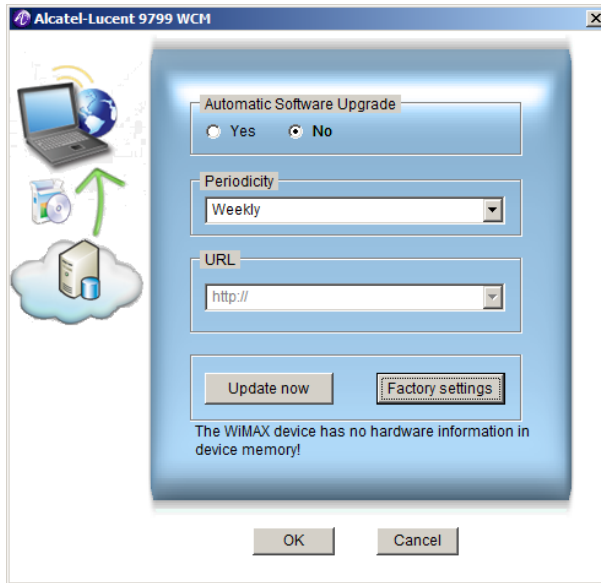 Alcatel-Lucent 9799 WCM
Automatic Software Upgrade
Yes No
Periodicity
Weekly
URL
http://
Update now Factory settings
The WiMAX device has no hardware information in
device memory!
OK Cancel